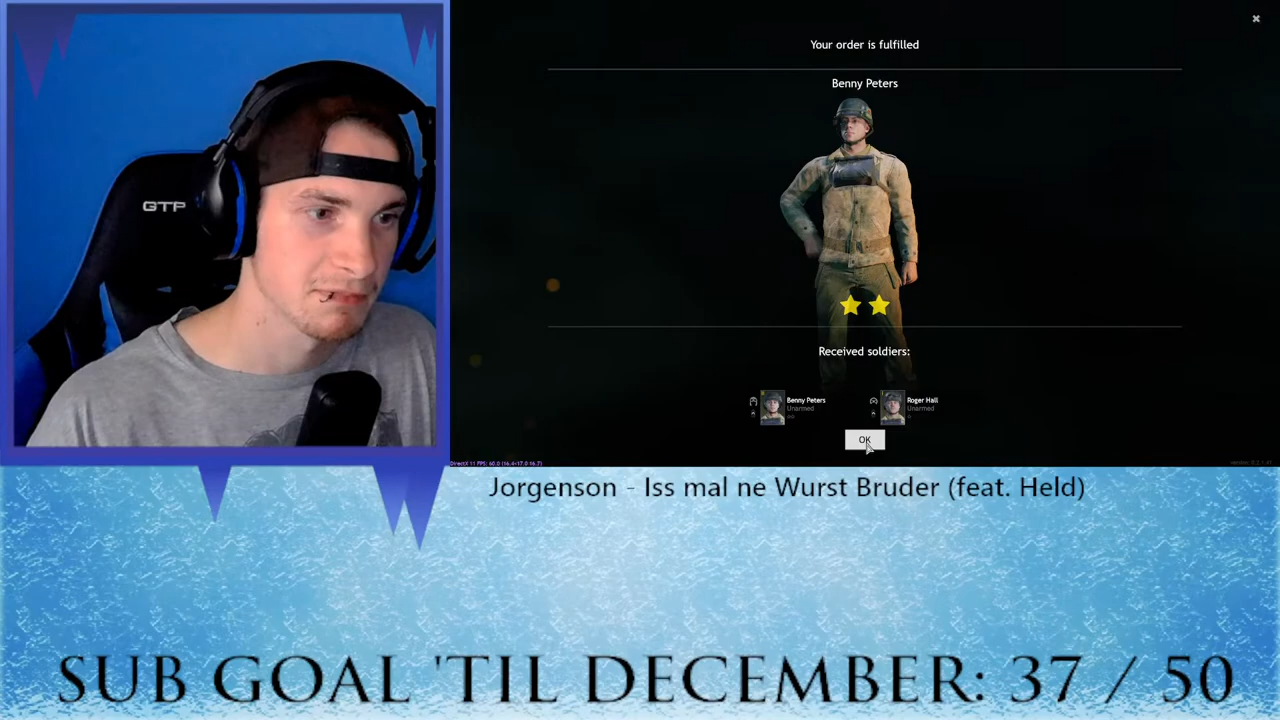 GTP
Your order is fulfilled
Benny Peters
Received soldiers:
Benny Peters
Unarmed
Roger Hall
Unarmed
OK
Jorgenson - Iss mal ne Wurst Bruder (feat. Held)
SUB GOAL 'TIL DECEMBER: 37 / 50